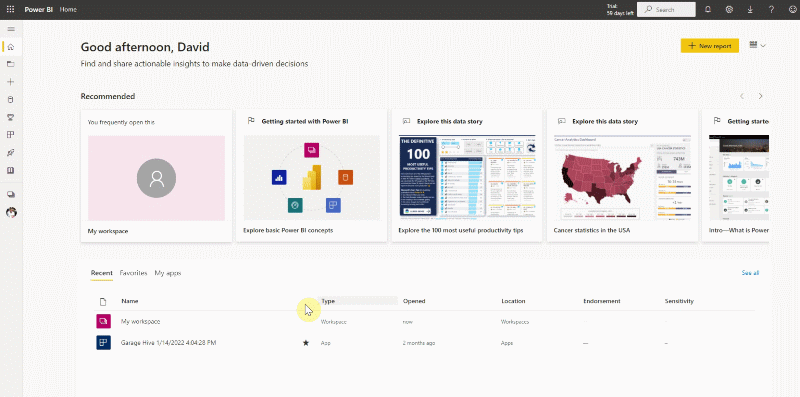 Power BI Home
Trial:
59 days left
Search
Good afternoon, David
New report
Find and share actionable insights to make data-driven decisions
Recommended
You frequently open this
Getting started with Power BI
Explore this data story
Explore this data story
Getting starte
THE DEFINITIVE
100
MOST USEFUL
PRODUCTIVITY TIPS
743M
My workspace
Explore basic Power BI concepts
Explore the 100 most useful productivity tips
Cancer statistics in the USA
Intro—What is Power
Recent Favorites My apps
See all
Name Type Opened Location Endorsement Sensitivity
My workspace Workspace now Workspaces
Garage Hive 1/14/2022 4:04:28 PM App 2 months ago Apps — –